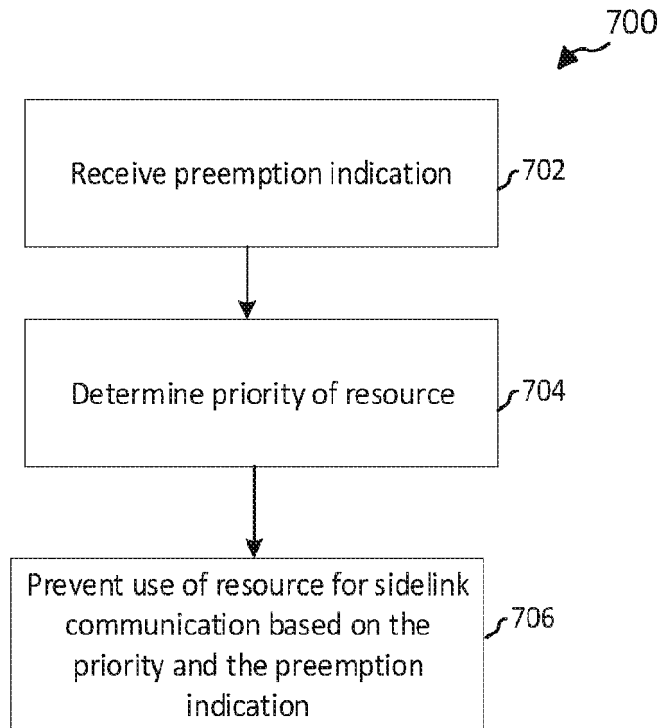 700
Receive preemption indication
702
Determine priority of resource
704
Prevent use of resource for sidelink
communication based on the
priority and the preemption
indication
706